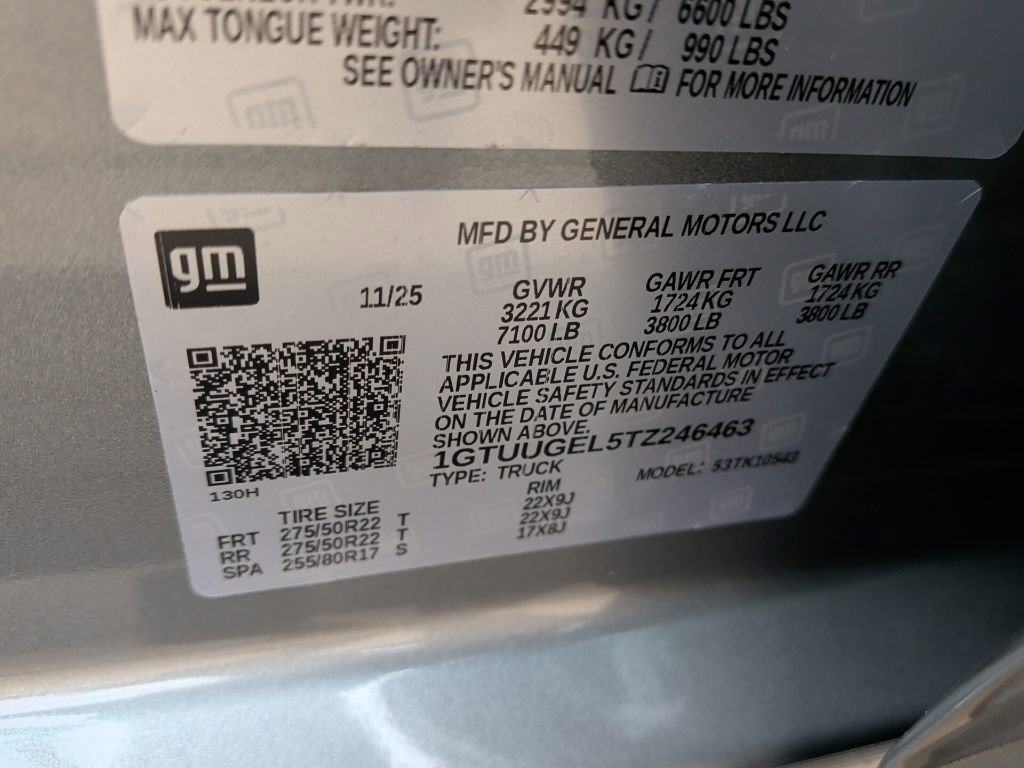 2994 KG/ 6600 LBS
MAX TONGUE WEIGHT: 449 KG/ 990 LBS
SEE OWNER'S MANUAL FOR MORE INFORMATION
gm
MFD BY GENERAL MOTORS LLC
11/25 GVWR GAWR FRT GAWR RR
3221 KG 1724 KG 1724 KG
7100 LB 3800 LB 3800 LB
THIS VEHICLE CONFORMS TO ALL
APPLICABLE U.S. FEDERAL MOTOR
VEHICLE SAFETY STANDARDS IN EFFECT
ON THE DATE OF MANUFACTURE
SHOWN ABOVE.
1GTUUGEL5TZ246463
TYPE: TRUCK MODEL: 53TK10543
130H
TIRE SIZE RIM
FRT 275/50R22 T 22X9J
RR 275/50R22 T 22X9J
SPA 255/80R17 S 17X8J